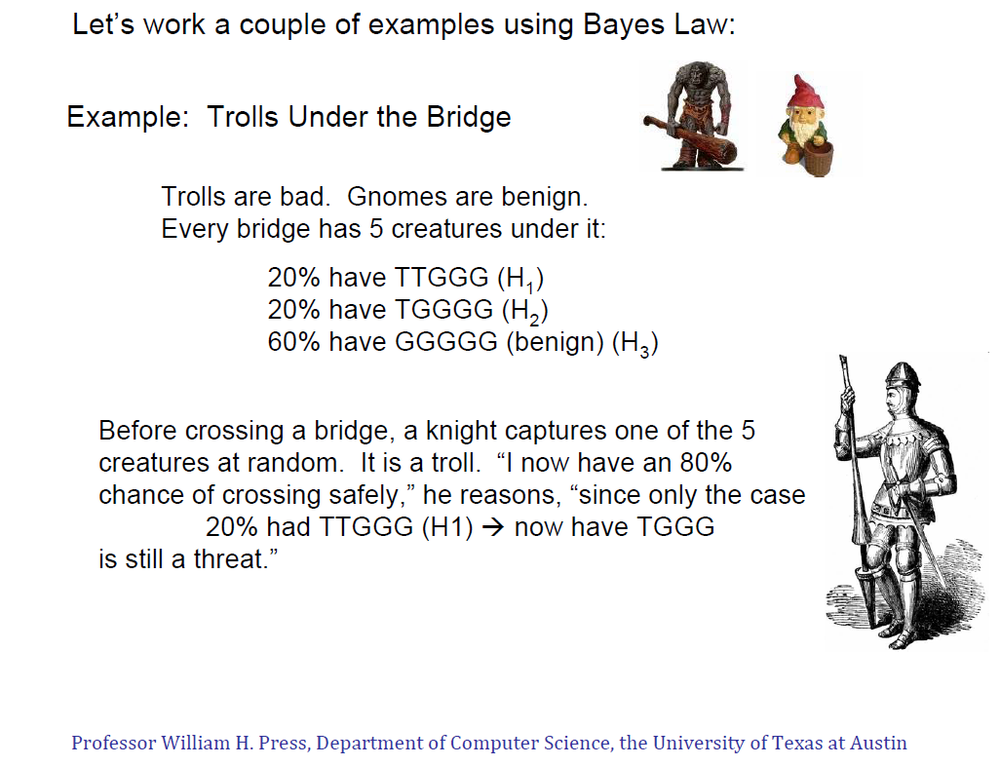 Let's work a couple of examples using Bayes Law:
Example: Trolls Under the Bridge
Trolls are bad. Gnomes are benign.
Every bridge has 5 creatures under it:
20% have TTGGG (H₁)
20% have TGGGG (H₂)
60% have GGGGG (benign) (H₃)
Before crossing a bridge, a knight captures one of the 5
creatures at random. It is a troll. “I now have an 80%
chance of crossing safely,” he reasons, “since only the case
20% had TTGGG (H1) → now have TGGG
is still a threat.”
Professor William H. Press, Department of Computer Science, the University of Texas at Austin